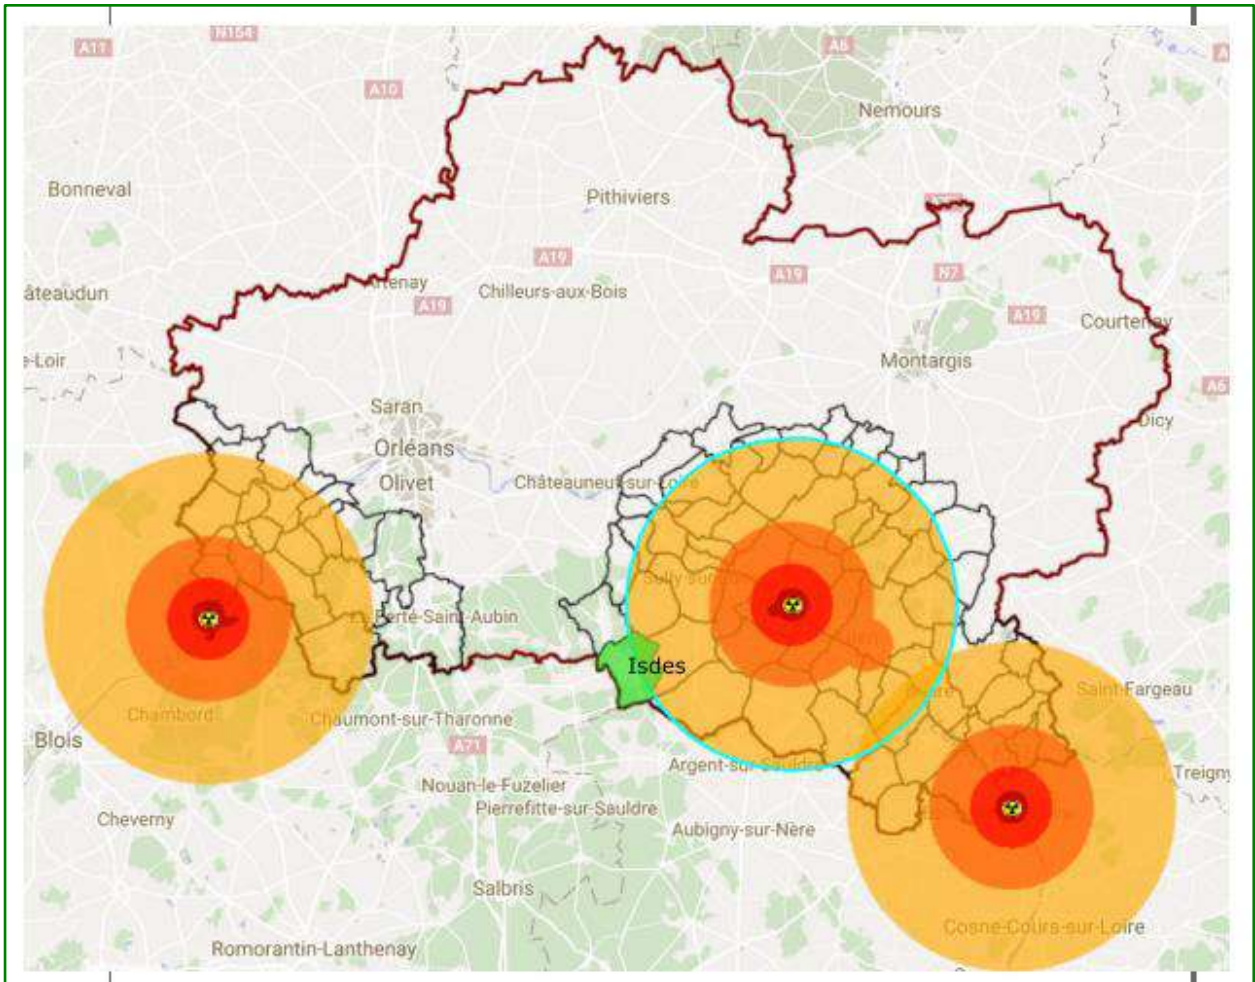 N154
A11
A6
A10
Nemours
Bonneval
Pithiviers
A19
A19
N7
Artenay
Chilleurs-aux-Bois
âteaudun
A19
A19
Courtenay
e-Loir
Montargis
A6
Saran
Dicy
Orléans
Olivet
Châteauneuf-sur-Loire
Sully-sur
La Ferté-Saint-Aubin
Gien
Isdes
Briare
Saint-Fargeau
Chambord
Chaumont-sur-Tharonne
Blois
A71
Argent-sur-Sauldre
Treigny
Nouan-le-Fuzelier
Pierrefitte-sur-Sauldre
Cheverny
Aubigny-sur-Nère
Salbris
Cosne-Cours-sur-Loire
Romorantin-Lanthenay